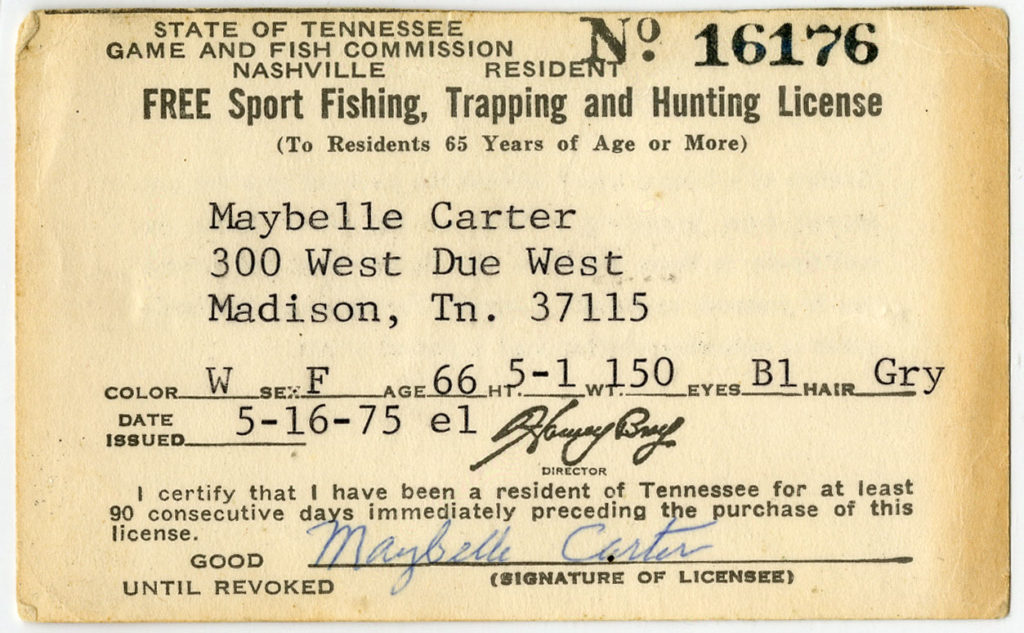 STATE OF TENNESSEE
GAME AND FISH COMMISSION
NASHVILLE RESIDENT
Nº. 16176
FREE Sport Fishing, Trapping and Hunting License
(To Residents 65 Years of Age or More)
Maybelle Carter
300 West Due West
Madison, Tn. 37115
COLOR W SEX F AGE 66 HT. 5-1 WT. 150 EYES Bl HAIR Gry
DATE ISSUED 5-16-75 el
DIRECTOR
I certify that I have been a resident of Tennessee for at least
90 consecutive days immediately preceding the purchase of this
license.
Maybelle Carter
GOOD
UNTIL REVOKED
(SIGNATURE OF LICENSEE)